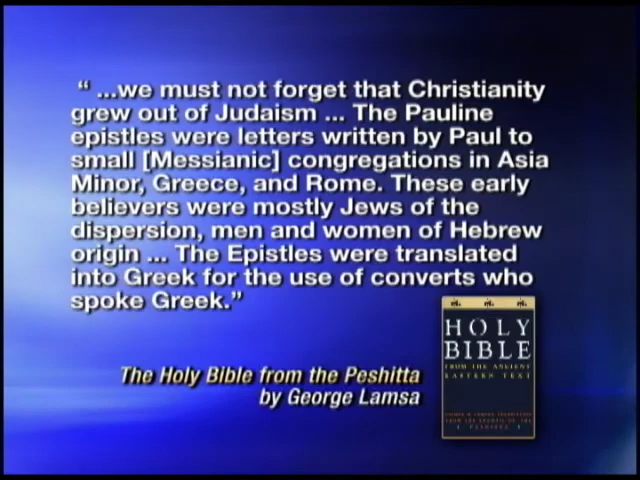 “ ...we must not forget that Christianity
grew out of Judaism ... The Pauline
epistles were letters written by Paul to
small [Messianic] congregations in Asia
Minor, Greece, and Rome. These early
believers were mostly Jews of the
dispersion, men and women of Hebrew
origin ... The Epistles were translated
into Greek for the use of converts who
spoke Greek.”
The Holy Bible from the Peshitta
by George Lamsa
HOLY
BIBLE
FROM THE ANCIENT
EASTERN TEXT